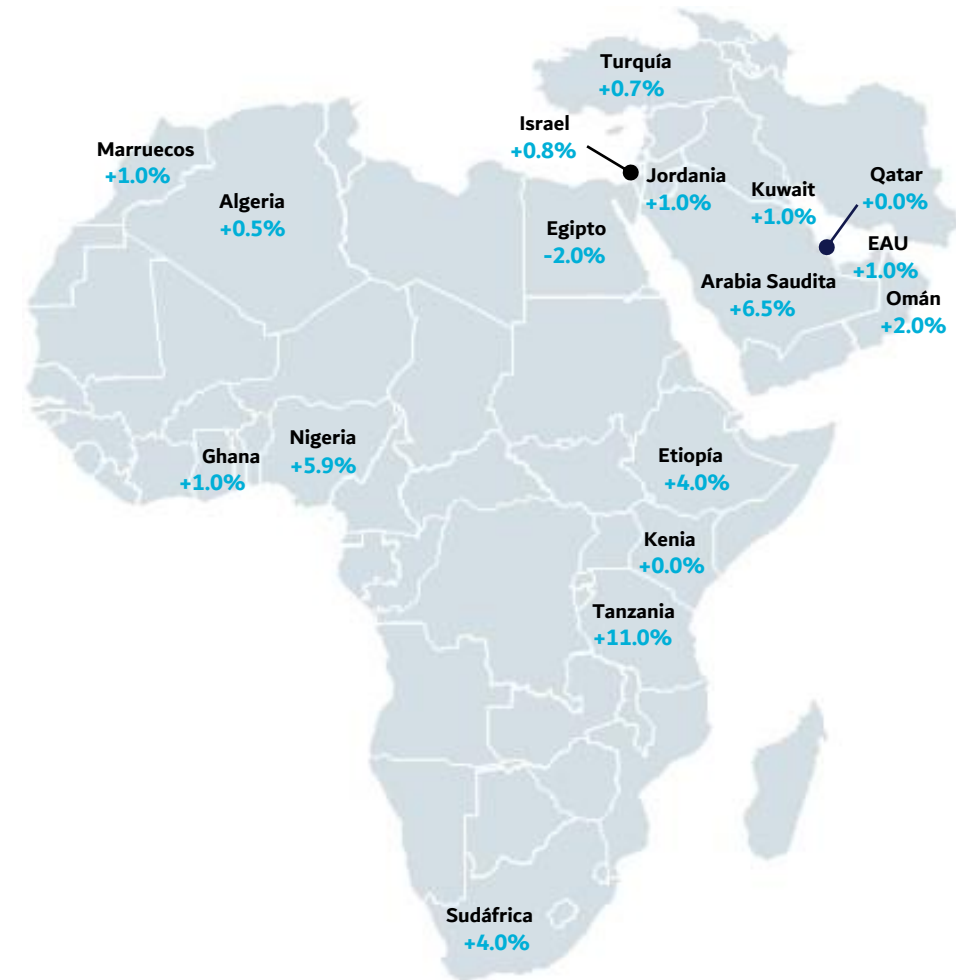 Turquía
+0.7%
Israel
+0.8%
Marruecos
+1.0%
Algeria
+0.5%
Jordania
+1.0%
Kuwait
+1.0%
Qatar
+0.0%
Egipto
-2.0%
EAU
+1.0%
Arabia Saudita
+6.5%
Omán
+2.0%
Nigeria
+5.9%
Ghana
+1.0%
Etiopía
+4.0%
Kenia
+0.0%
Tanzania
+11.0%
Sudáfrica
+4.0%